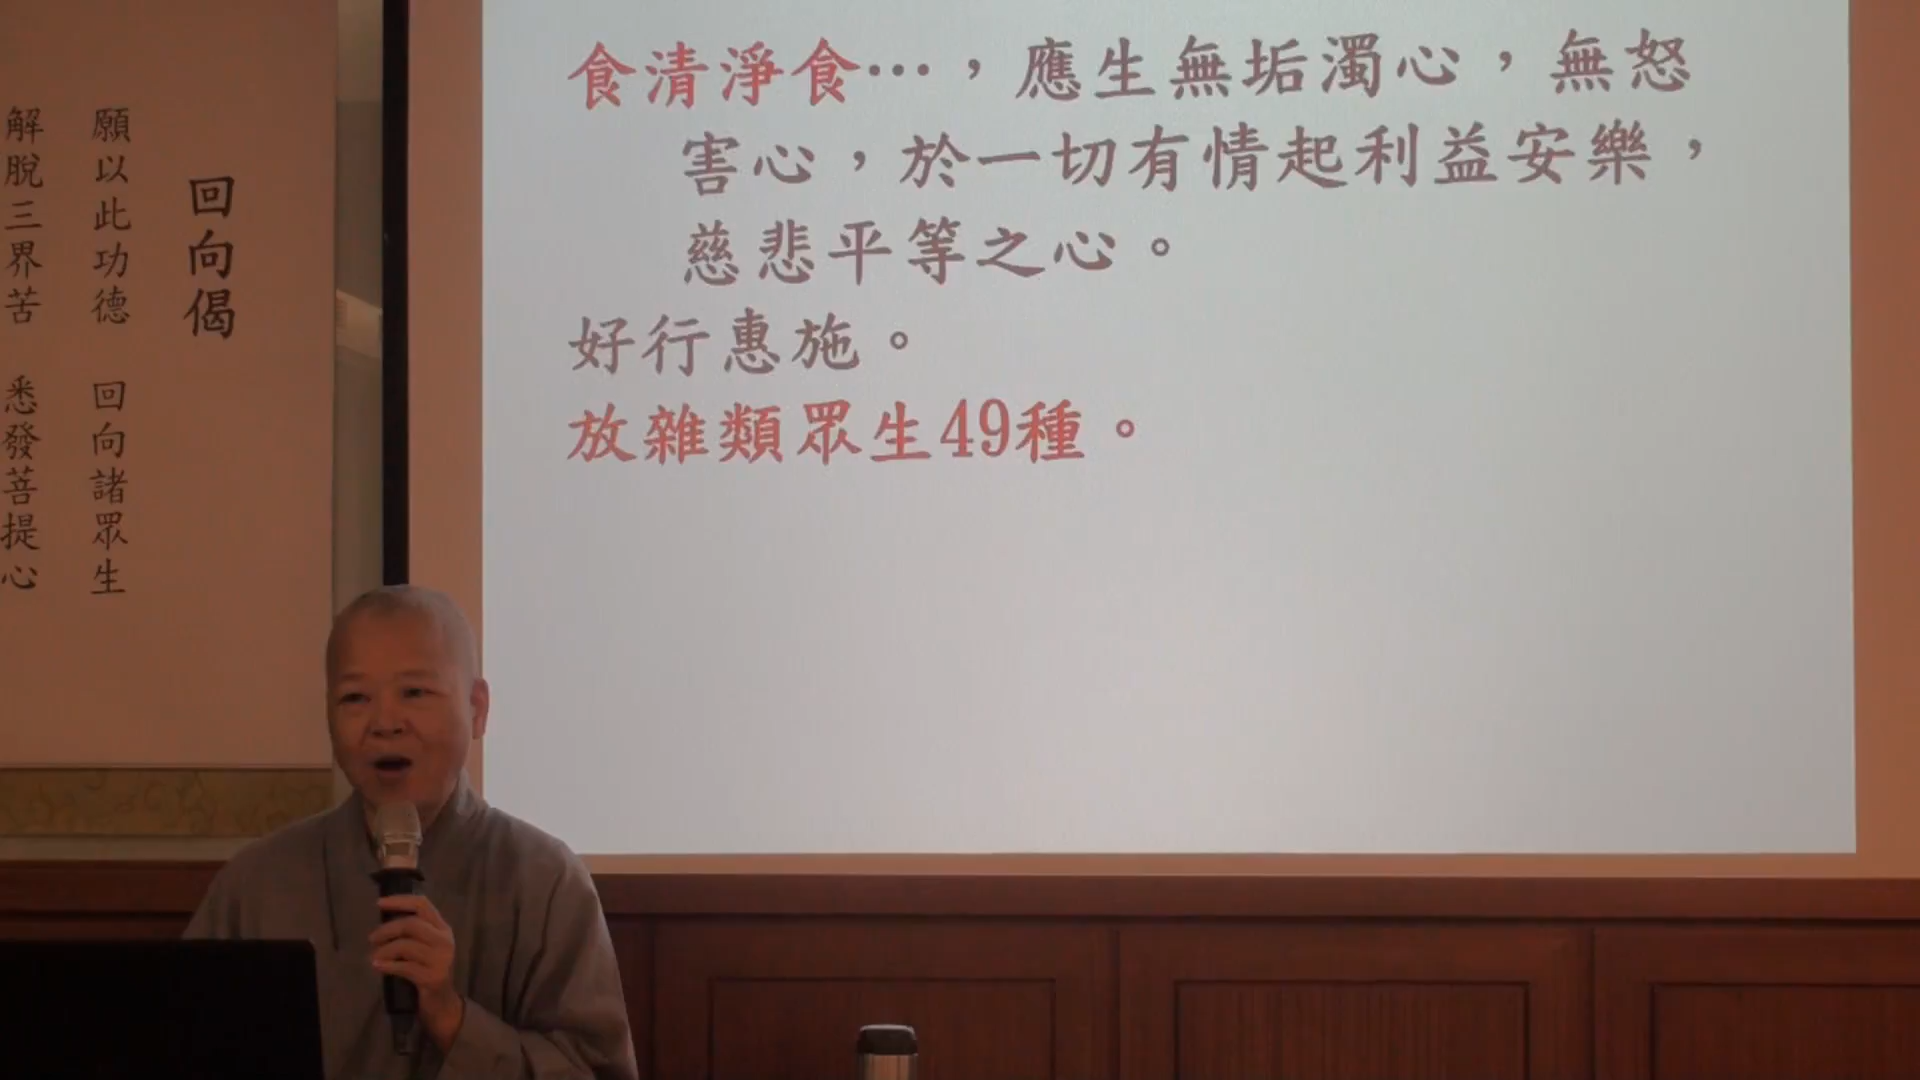 食清淨食…，應生無垢濁心，無怒
害心，於一切有情起利益安樂，
慈悲平等之心。
好行惠施。
放雜類眾生49種。
回向偈
願以此功德 回向諸眾生
解脫三界苦 悉發菩提心